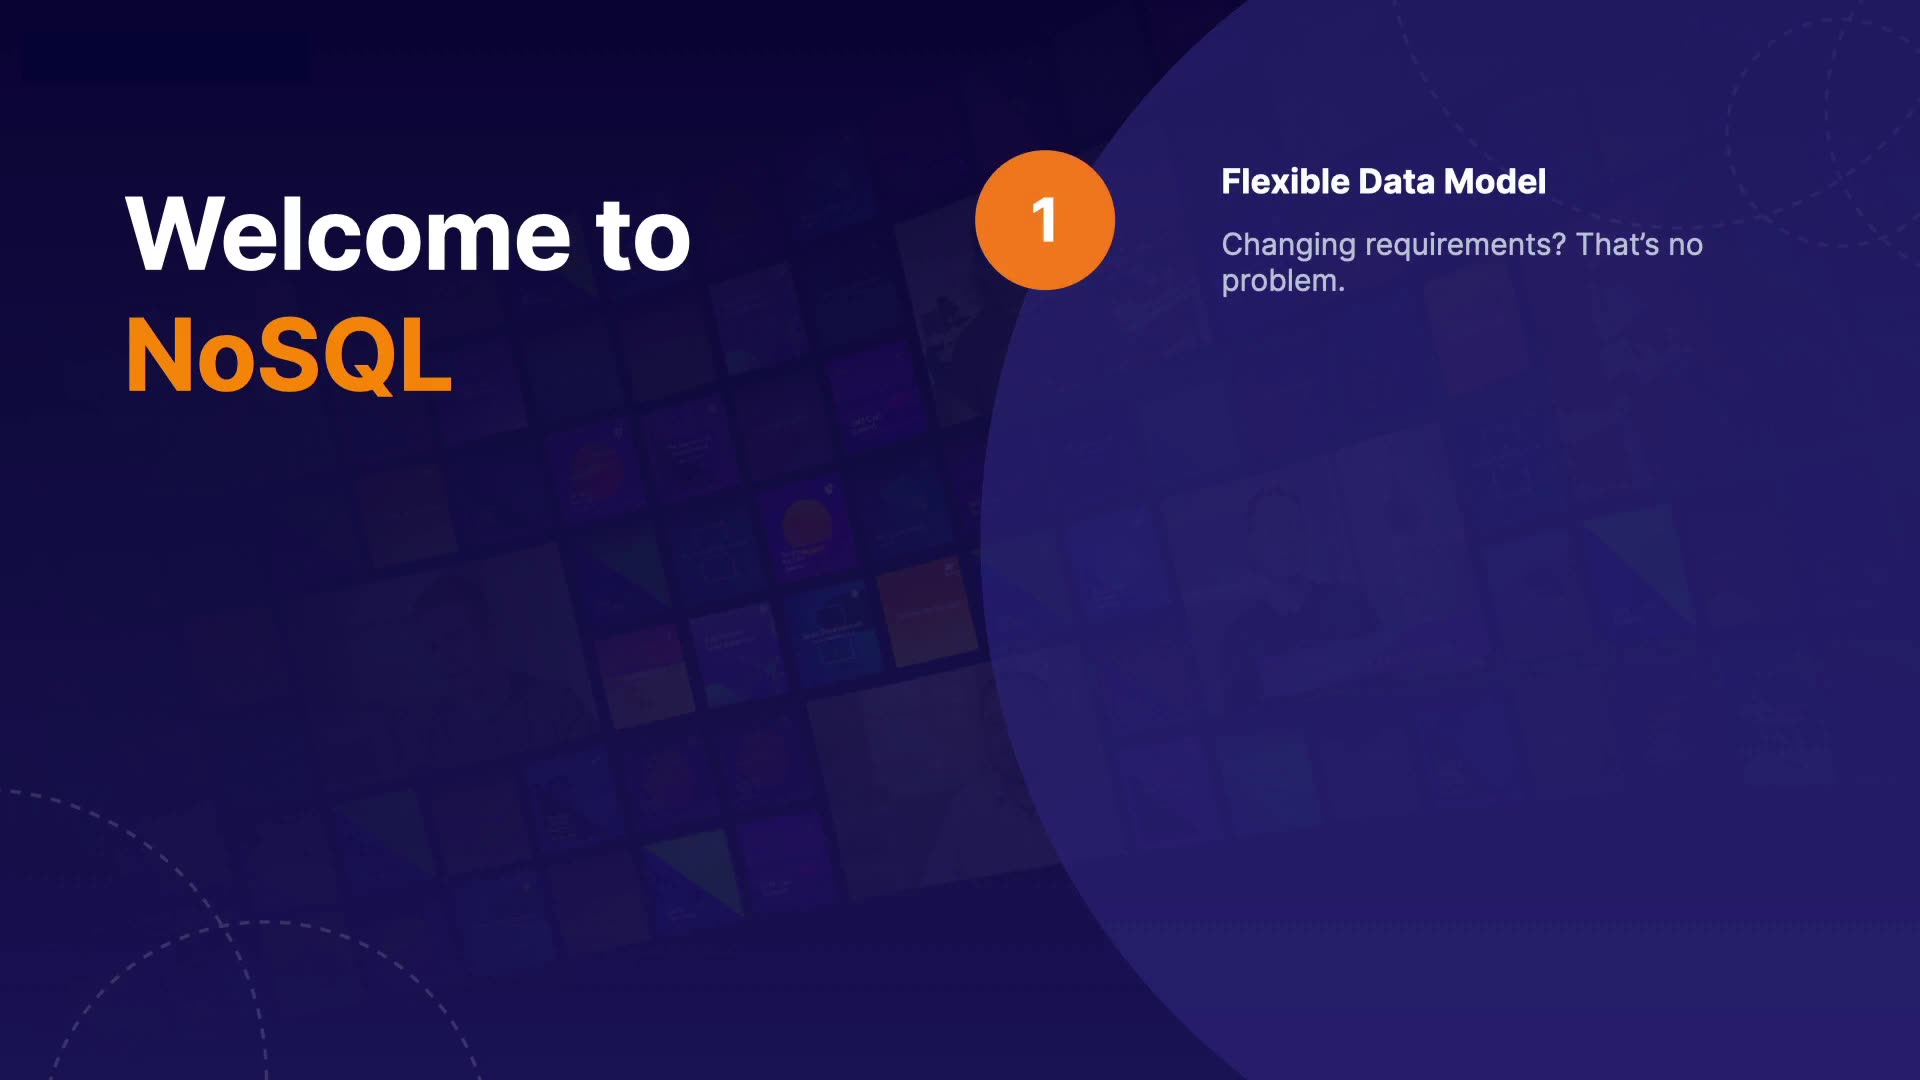 Welcome to
NoSQL
1
Flexible Data Model
Changing requirements? That’s no
problem.